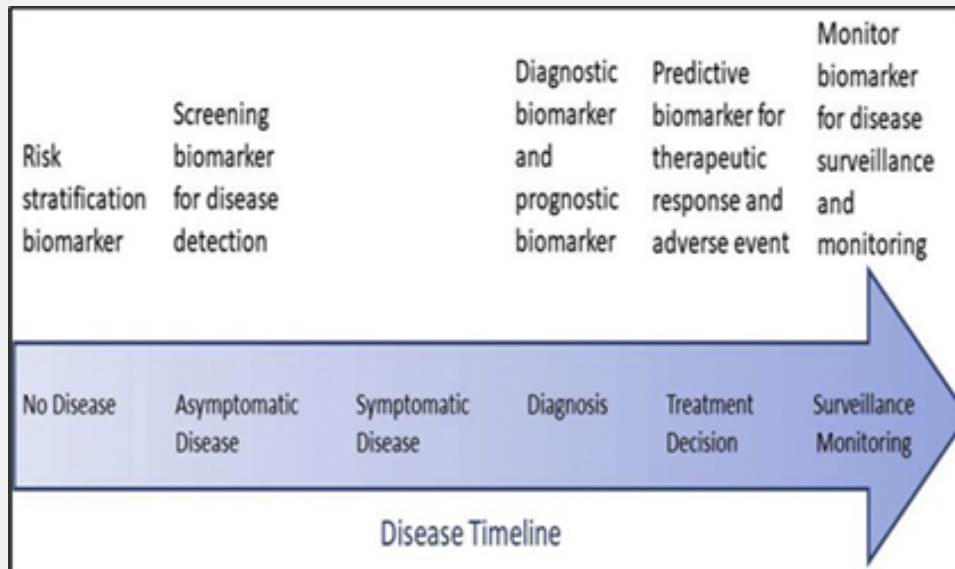 Risk
stratification
biomarker
Screening
biomarker
for disease
detection
Diagnostic
biomarker
and
prognostic
biomarker
Predictive
biomarker for
therapeutic
response and
adverse event
Monitor
biomarker
for disease
surveillance
and
monitoring
No Disease
Asymptomatic
Disease
Symptomatic
Disease
Diagnosis
Treatment
Decision
Surveillance
Monitoring
Disease Timeline